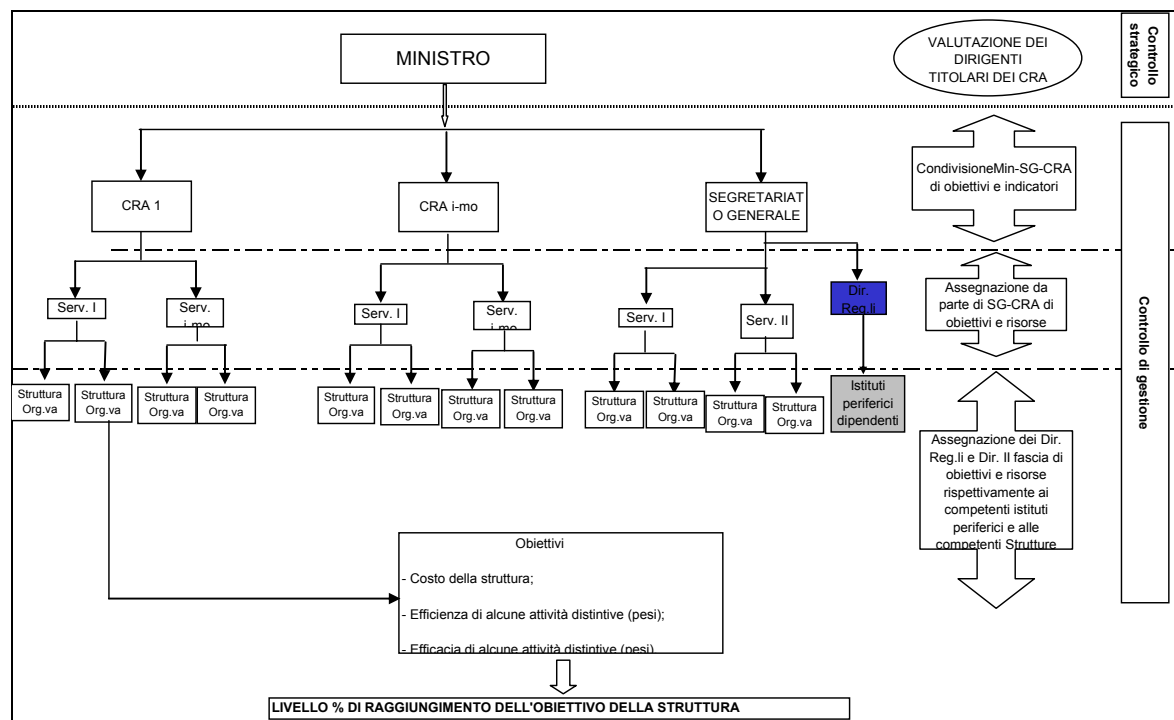 MINISTRO
VALUTAZIONE DEI
DIRIGENTI
TITOLARI DEI CRA
Controllo
strategico
CRA 1
CRA i-mo
SEGRETARIAT
O GENERALE
CondivisioneMin-SG-CRA
di obiettivi e indicatori
Serv. I
Serv.
i-mo
Serv. I
Serv.
i-mo
Serv. I
Serv. II
Dir.
Reg.li
Assegnazione da
parte di SG-CRA di
obiettivi e risorse
Controllo di gestione
Struttura
Org.va
Struttura
Org.va
Struttura
Org.va
Struttura
Org.va
Struttura
Org.va
Struttura
Org.va
Struttura
Org.va
Struttura
Org.va
Struttura
Org.va
Struttura
Org.va
Struttura
Org.va
Struttura
Org.va
Istituti
periferici
dipendenti
Assegnazione dei Dir.
Reg.li e Dir. II fascia di
obiettivi e risorse
rispettivamente ai
competenti istituti
periferici e alle
competenti Strutture
Obiettivi
- Costo della struttura;
- Efficienza di alcune attività distintive (pesi);
- Efficacia di alcune attività distintive (pesi)
LIVELLO % DI RAGGIUNGIMENTO DELL'OBIETTIVO DELLA STRUTTURA